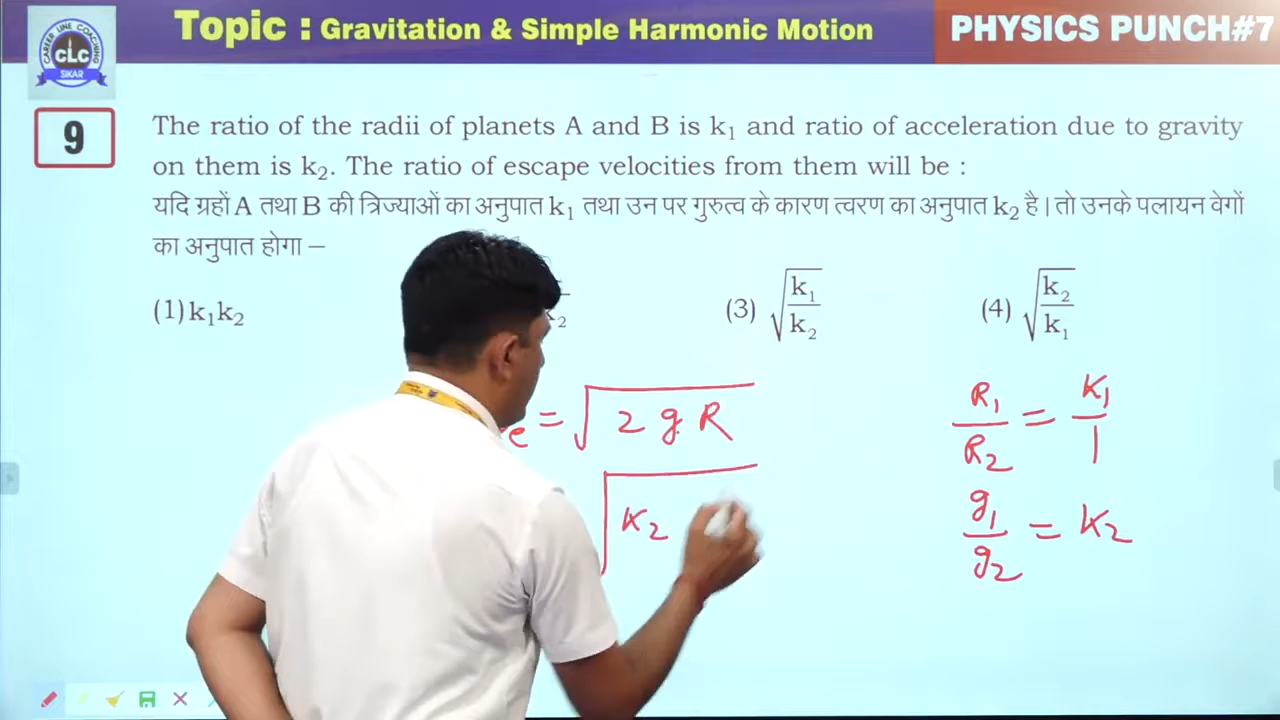 Topic : Gravitation & Simple Harmonic Motion
PHYSICS PUNCH#7
CAREER LINE COACHING
CLC
SIKAR
9
The ratio of the radii of planets A and B is k₁ and ratio of acceleration due to gravity
on them is k₂. The ratio of escape velocities from them will be :
यदि ग्रहों A तथा B की त्रिज्याओं का अनुपात k₁ तथा उन पर गुरुत्व के कारण त्वरण का अनुपात k₂ है। तो उनके पलायन वेगों
का अनुपात होगा –
(1) k₁k₂
(3) √(k₁/k₂)
(4) √(k₂/k₁)
e = √(2 g R)
√ K₂
R₁/R₂ = K₁/1
g₁/g₂ = K₂